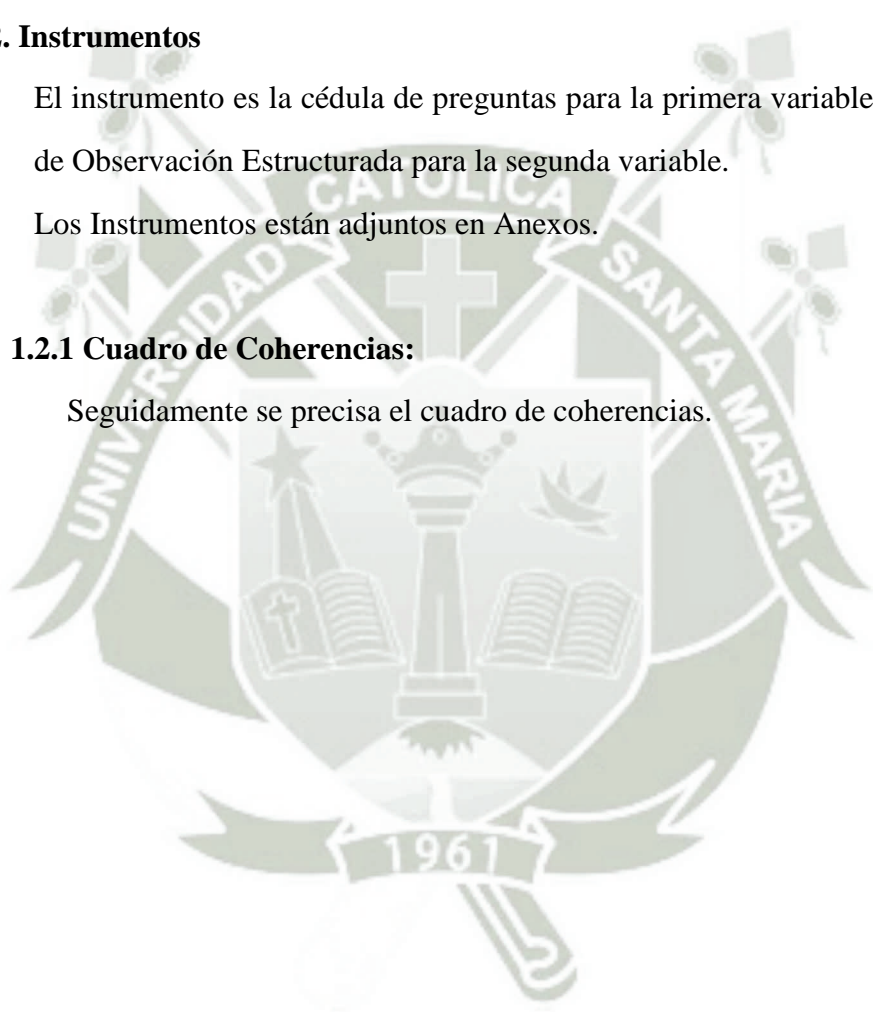 . Instrumentos
El instrumento es la cédula de preguntas para la primera variable
de Observación Estructurada para la segunda variable.
Los Instrumentos están adjuntos en Anexos.
1.2.1 Cuadro de Coherencias:
Seguidamente se precisa el cuadro de coherencias.
UNIVERSIDAD CATOLICA SANTA MARIA
1961